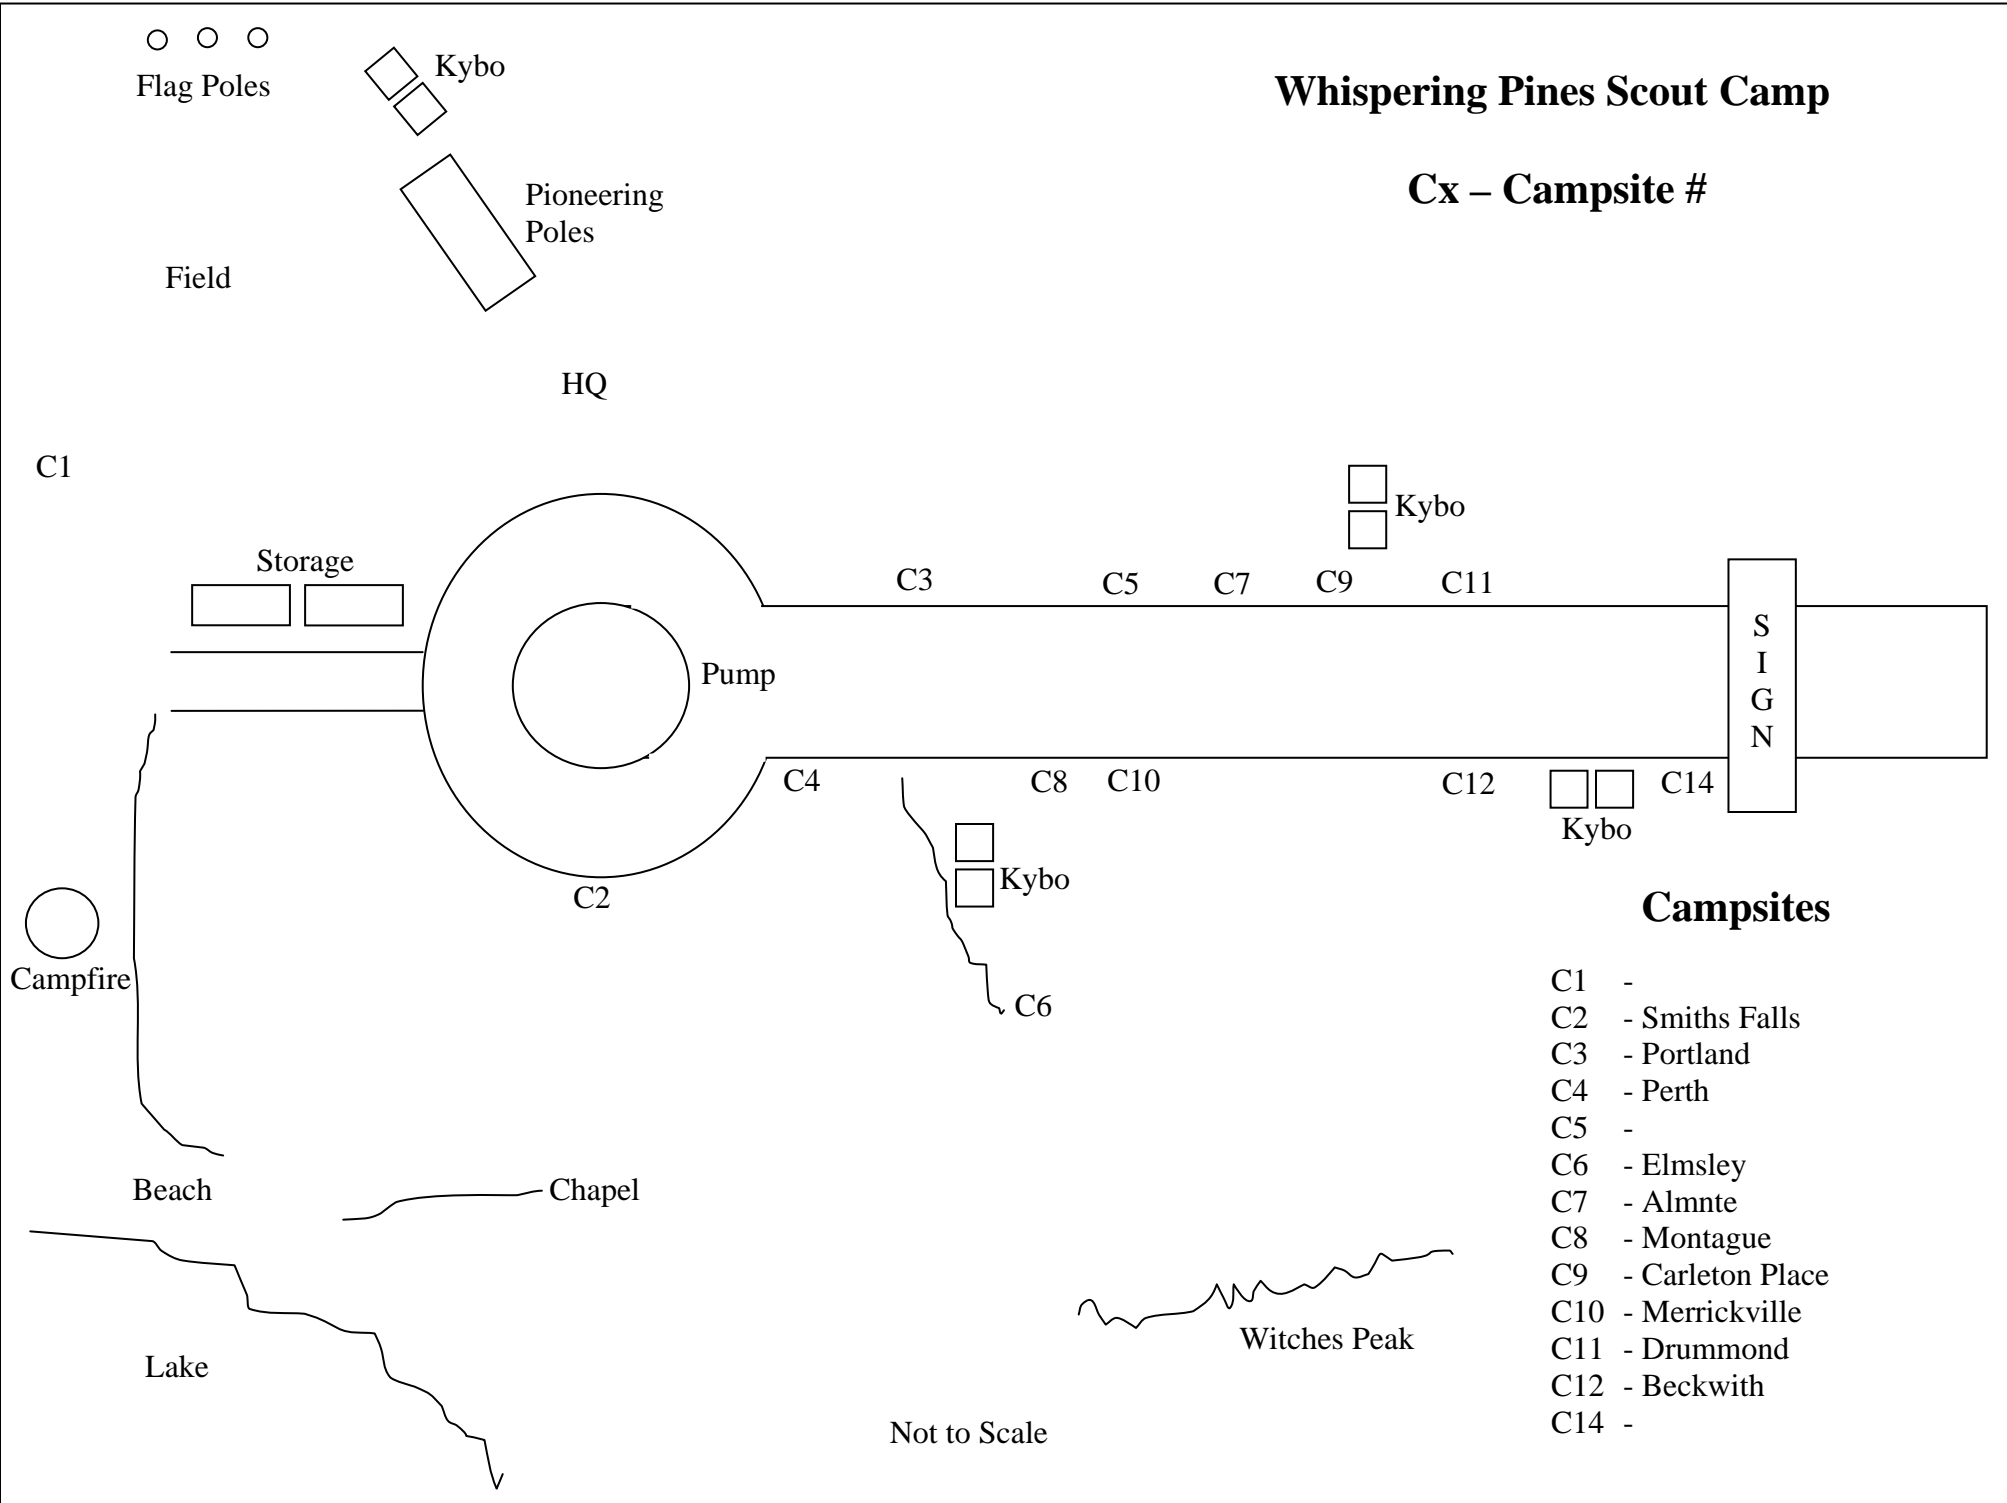 Flag Poles
Kybo
Whispering Pines Scout Camp
Cx – Campsite #
Pioneering
Poles
Field
HQ
C1
Kybo
Storage
C3
C5
C7
C9
C11
S
I
G
N
Pump
C4
C8
C10
C12
C14
Kybo
Kybo
C2
Campfire
C6
Beach
Chapel
Lake
Witches Peak
Not to Scale
Campsites
C1 -
C2 - Smiths Falls
C3 - Portland
C4 - Perth
C5 -
C6 - Elmsley
C7 - Almnte
C8 - Montague
C9 - Carleton Place
C10 - Merrickville
C11 - Drummond
C12 - Beckwith
C14 -